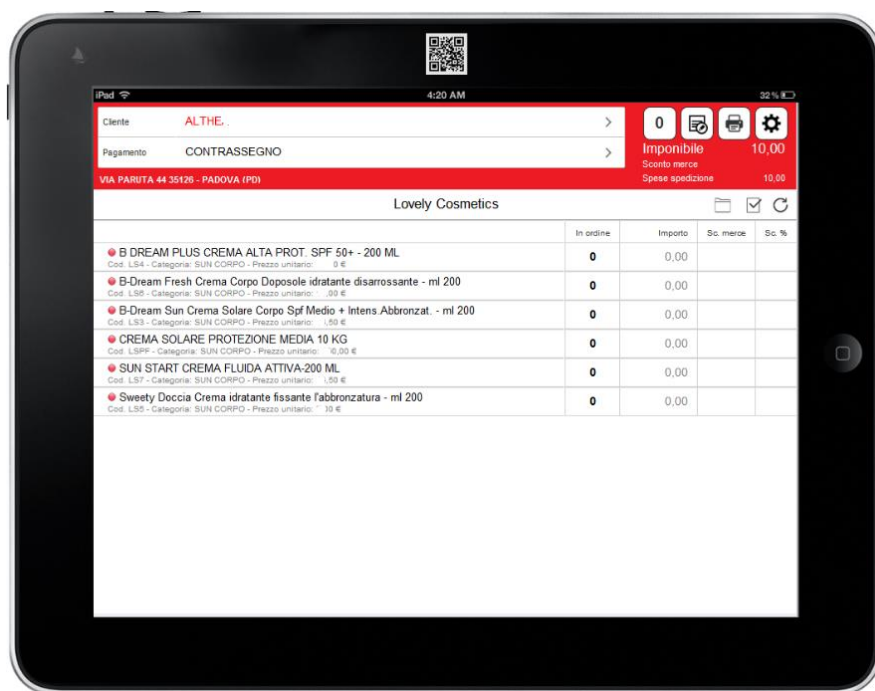 iPad 4:20 AM 32%
Cliente ALTHE
0
Pagamento CONTRASSEGNO
Imponibile 10,00
Sconto merce
VIA PARUTA 44 35126 - PADOVA (PD)
Spese spedizione 10,00
Lovely Cosmetics
In ordine Importo Sc. merce Sc. %
B DREAM PLUS CREMA ALTA PROT. SPF 50+ - 200 ML 0 0,00
Cod. LS4 - Categoria: SUN CORPO - Prezzo unitario: 0 €
B-Dream Fresh Crema Corpo Doposole idratante disarrossante - ml 200 0 0,00
Cod. LS6 - Categoria: SUN CORPO - Prezzo unitario: ,00 €
B-Dream Sun Crema Solare Corpo Spf Medio + Intens.Abbronzat. - ml 200 0 0,00
Cod. LS3 - Categoria: SUN CORPO - Prezzo unitario: ,50 €
CREMA SOLARE PROTEZIONE MEDIA 10 KG 0 0,00
Cod. LSPF - Categoria: SUN CORPO - Prezzo unitario: 0,00 €
SUN START CREMA FLUIDA ATTIVA-200 ML 0 0,00
Cod. LS7 - Categoria: SUN CORPO - Prezzo unitario: ,50 €
Sweety Doccia Crema idratante fissante l'abbronzatura - ml 200 0 0,00
Cod. LS5 - Categoria: SUN CORPO - Prezzo unitario: 0 €